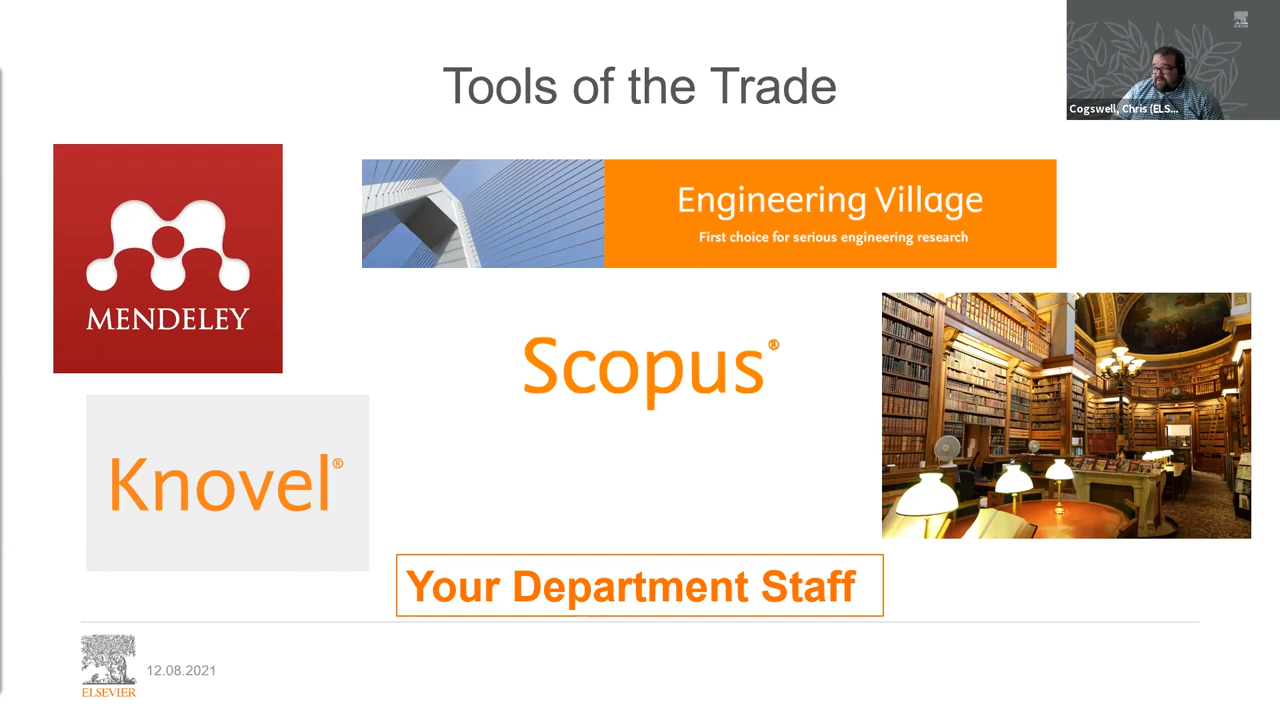 Tools of the Trade
Cogswell, Chris (ELS...
MENDELEY
Engineering Village
First choice for serious engineering research
Scopus®
Knovel®
Your Department Staff
ELSEVIER
12.08.2021